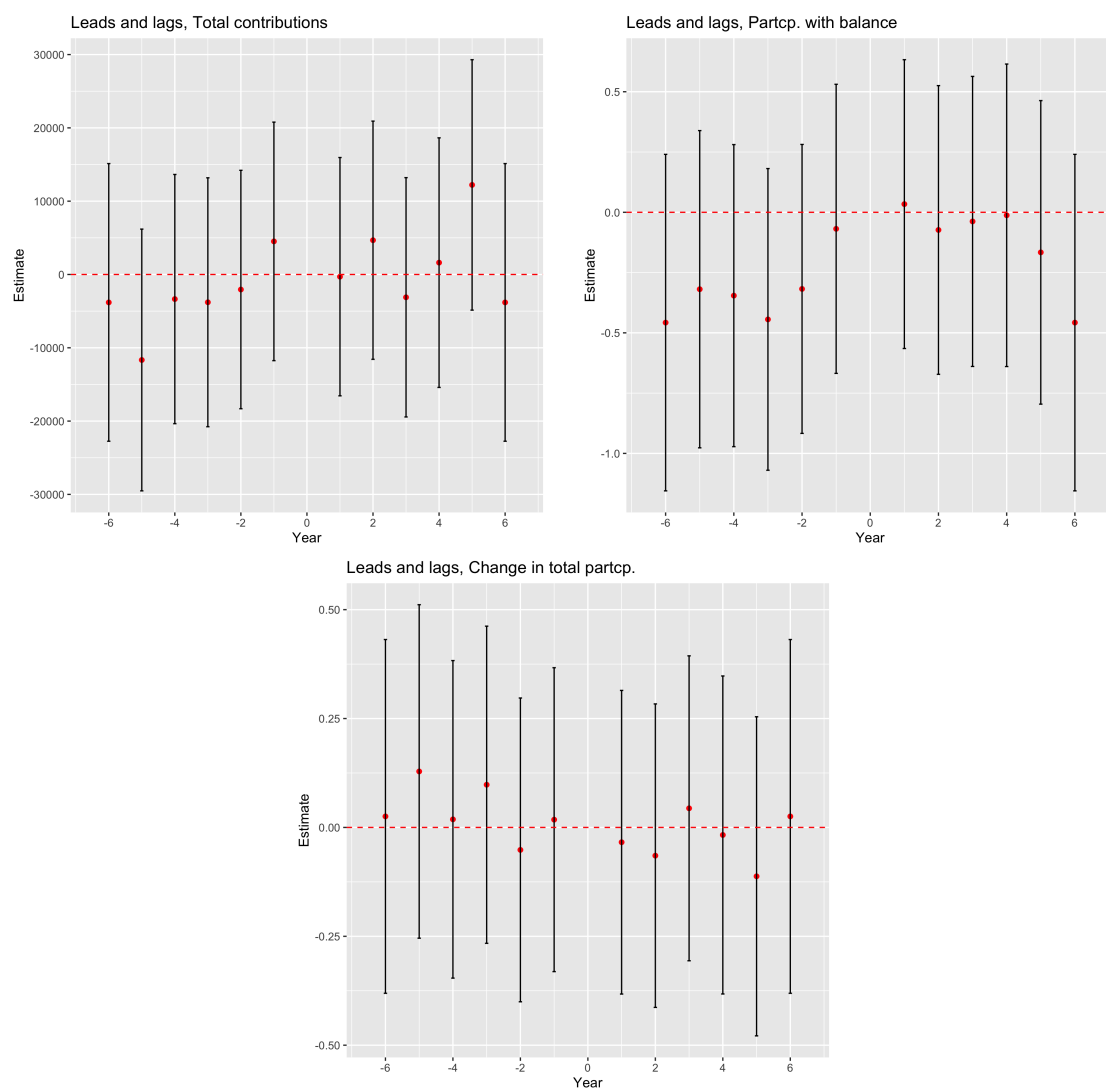 Leads and lags, Total contributions
Estimate
30000
20000
10000
0
-10000
-20000
-30000
-6 -4 -2 0 2 4 6
Year
Leads and lags, Partcp. with balance
Estimate
0.5
0.0
-0.5
-1.0
-6 -4 -2 0 2 4 6
Year
Leads and lags, Change in total partcp.
Estimate
0.50
0.25
0.00
-0.25
-0.50
-6 -4 -2 0 2 4 6
Year